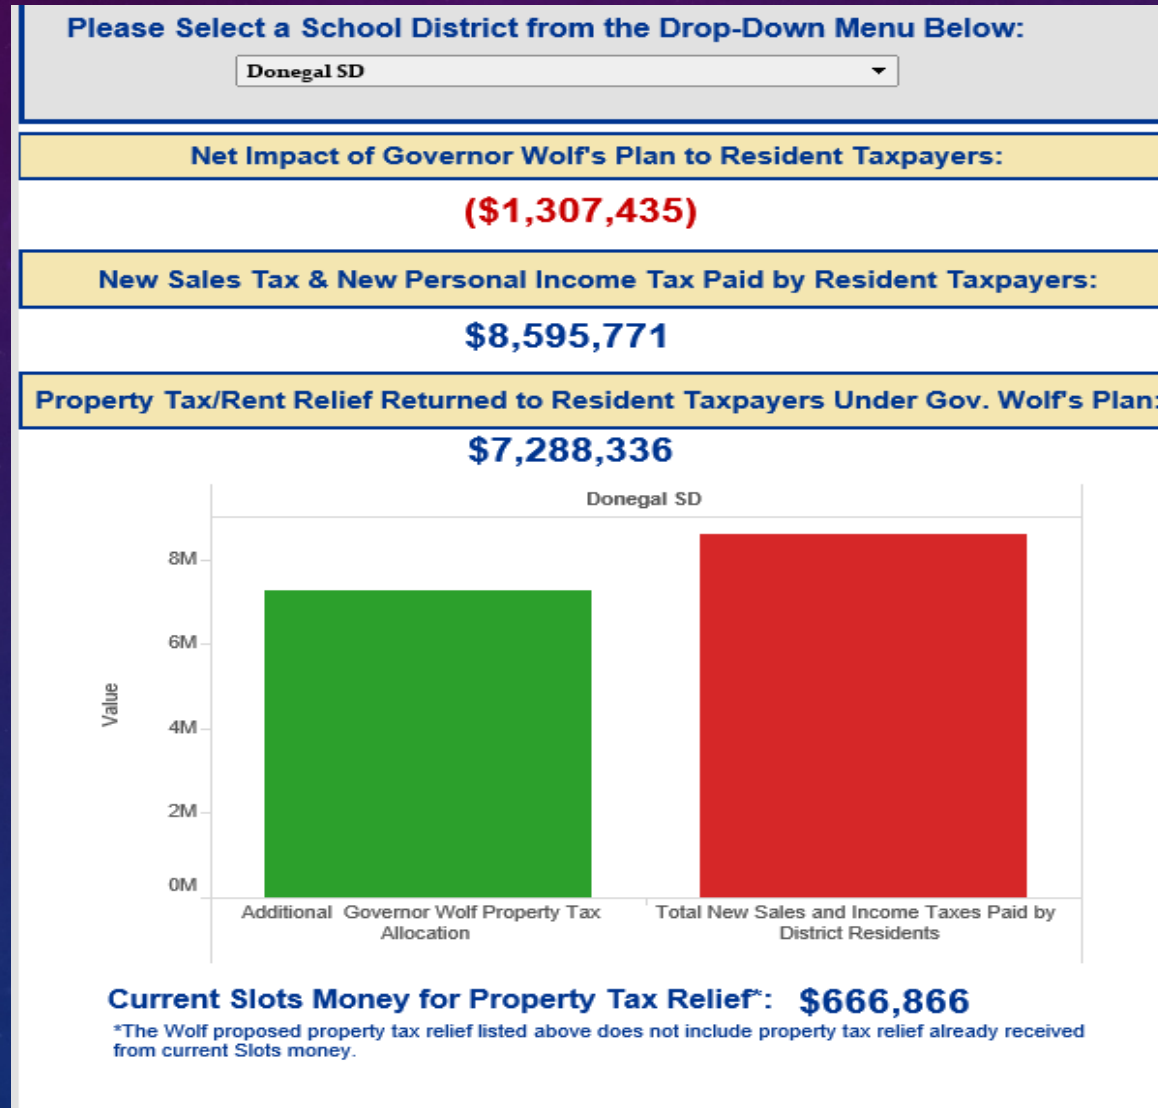 Please Select a School District from the Drop-Down Menu Below:
Donegal SD
Net Impact of Governor Wolf's Plan to Resident Taxpayers:
($1,307,435)
New Sales Tax & New Personal Income Tax Paid by Resident Taxpayers:
$8,595,771
Property Tax/Rent Relief Returned to Resident Taxpayers Under Gov. Wolf's Plan:
$7,288,336
Donegal SD
8M
6M
Value
4M
2M
0M
Additional Governor Wolf Property Tax
Allocation
Total New Sales and Income Taxes Paid by
District Residents
Current Slots Money for Property Tax Relief*: $666,866
*The Wolf proposed property tax relief listed above does not include property tax relief already received
from current Slots money.